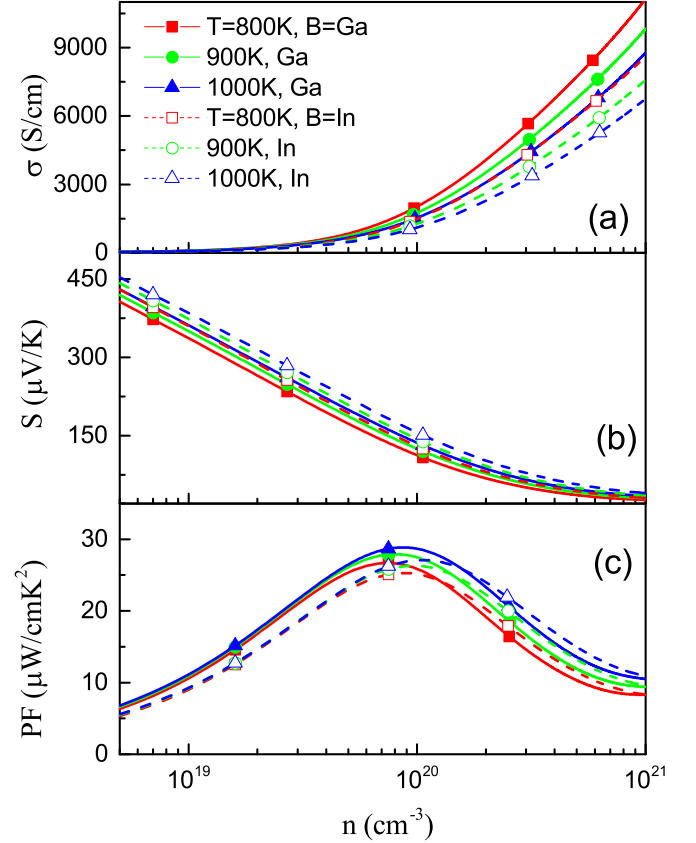 9000
6000
3000
0
σ (S/cm)
T=800K, B=Ga
900K, Ga
1000K, Ga
T=800K, B=In
900K, In
1000K, In
(a)
450
300
150
S (μV/K)
(b)
30
20
10
0
PF (μW/cmK²)
(c)
10¹⁹
10²⁰
10²¹
n (cm⁻³)